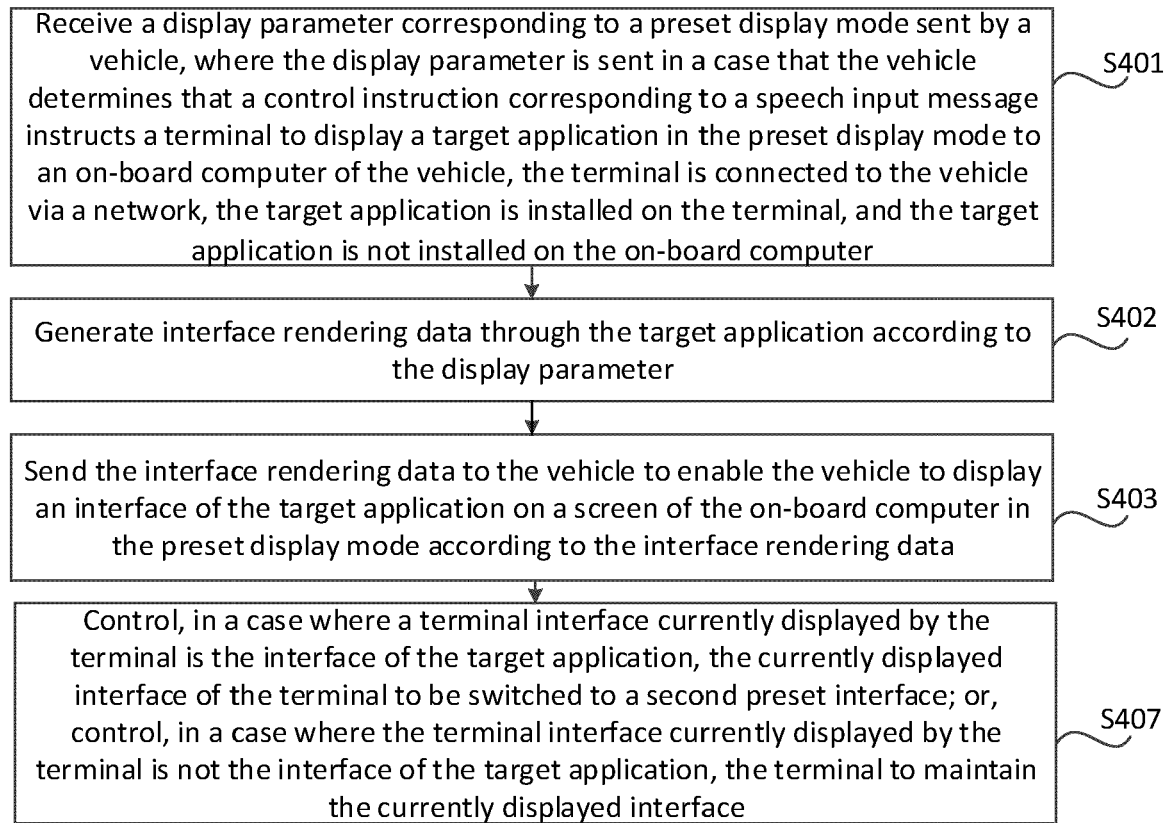 Receive a display parameter corresponding to a preset display mode sent by a
vehicle, where the display parameter is sent in a case that the vehicle
determines that a control instruction corresponding to a speech input message
instructs a terminal to display a target application in the preset display mode to
an on-board computer of the vehicle, the terminal is connected to the vehicle
via a network, the target application is installed on the terminal, and the target
application is not installed on the on-board computer
S401
Generate interface rendering data through the target application according to
the display parameter
S402
Send the interface rendering data to the vehicle to enable the vehicle to display
an interface of the target application on a screen of the on-board computer in
the preset display mode according to the interface rendering data
S403
Control, in a case where a terminal interface currently displayed by the
terminal is the interface of the target application, the currently displayed
interface of the terminal to be switched to a second preset interface; or,
control, in a case where the terminal interface currently displayed by the
terminal is not the interface of the target application, the terminal to maintain
the currently displayed interface
S407